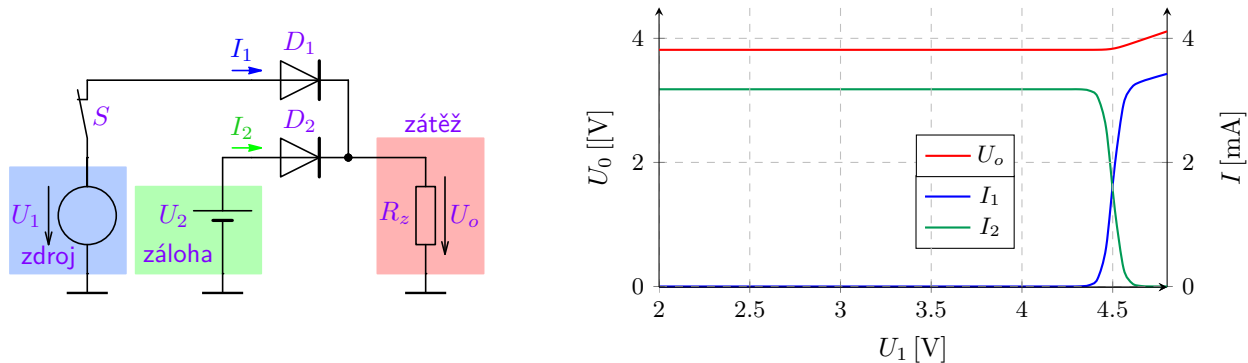 I1
D1
S
I2
D2
zátěž
U1
zdroj
U2
záloha
Rz
Uo
U0 [[V]
4
2
0
2
2.5
3
3.5
4
4.5
U1 [V]
Uo
I1
I2
4
2
0
I [mA]